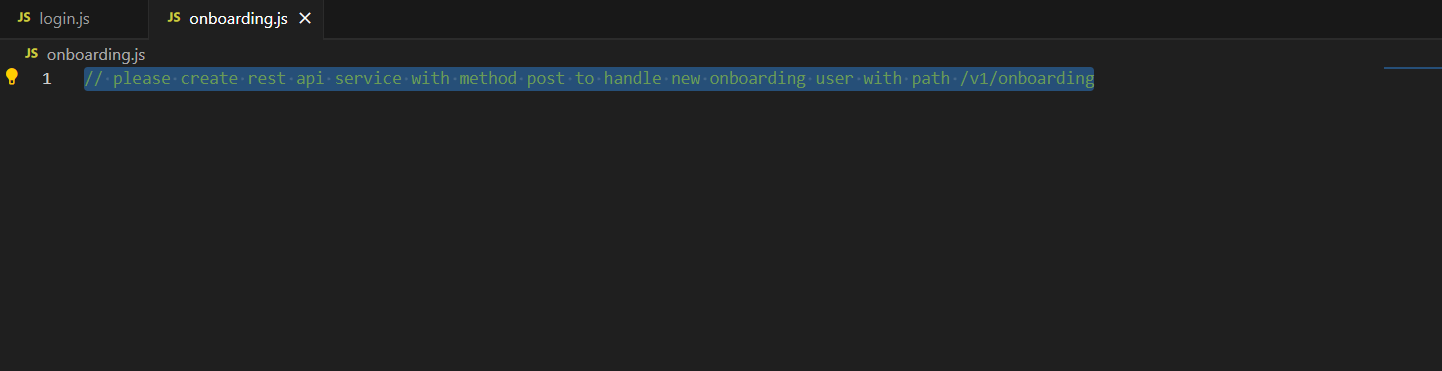 JS login.js JS onboarding.js
JS onboarding.js
1 // please create rest api service with method post to handle new onboarding user with path /v1/onboarding